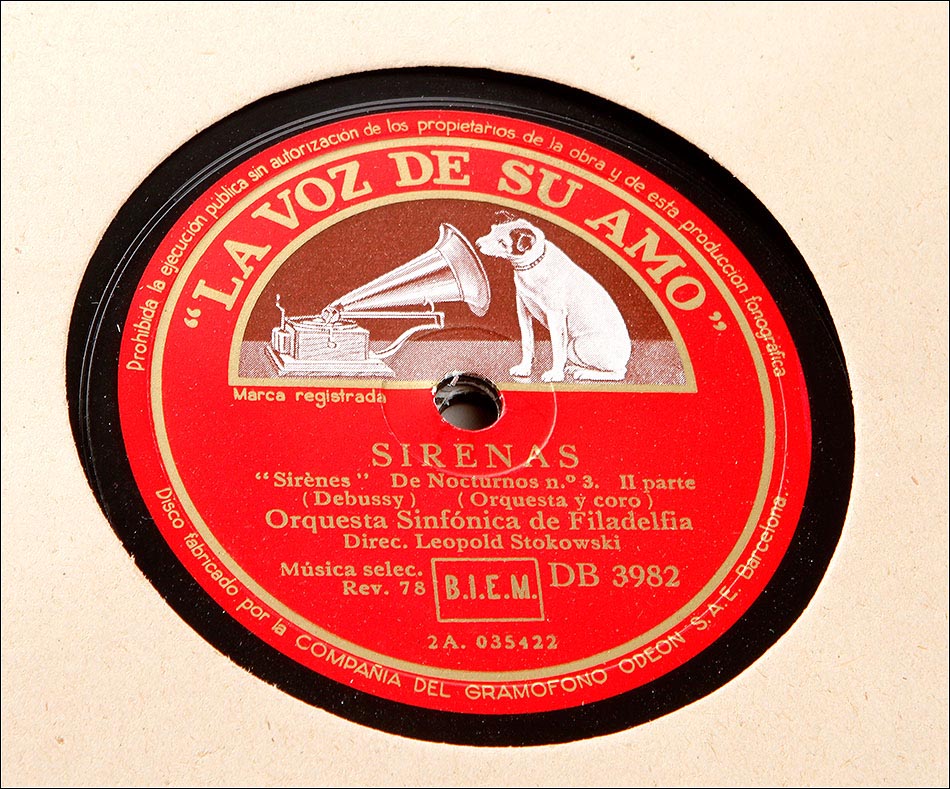 Prohibida la ejecución pública sin autorización de los propietarios de la obra y de esta producción fonográfica
"LA VOZ DE SU AMO"
Marca registrada
SIRENAS
"Sirènes" De Nocturnos n.º 3. II parte
(Debussy) (Orquesta y coro)
Orquesta Sinfónica de Filadelfia
Direc. Leopold Stokowski
Música selec.
Rev. 78
B.I.E.M.
DB 3982
2A. 035422
Disco fabricado por la COMPAÑIA DEL GRAMOFONO ODEON S.A.E. Barcelona.